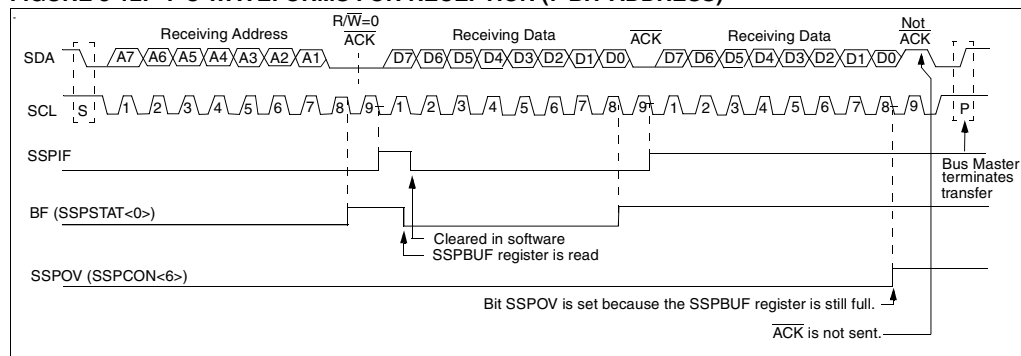 R/W̅=0
Receiving Address
A̅C̅K̅
Receiving Data
A̅C̅K̅
Receiving Data
Not
A̅C̅K̅
SDA
A7 A6 A5 A4 A3 A2 A1
D7 D6 D5 D4 D3 D2 D1 D0
D7 D6 D5 D4 D3 D2 D1 D0
SCL
S 1 2 3 4 5 6 7 8 9 1 2 3 4 5 6 7 8 9 1 2 3 4 5 6 7 8 9 P
SSPIF
Bus Master
terminates
transfer
BF (SSPSTAT<0>)
Cleared in software
SSPBUF register is read
SSPOV (SSPCON<6>)
Bit SSPOV is set because the SSPBUF register is still full.
A̅C̅K̅ is not sent.